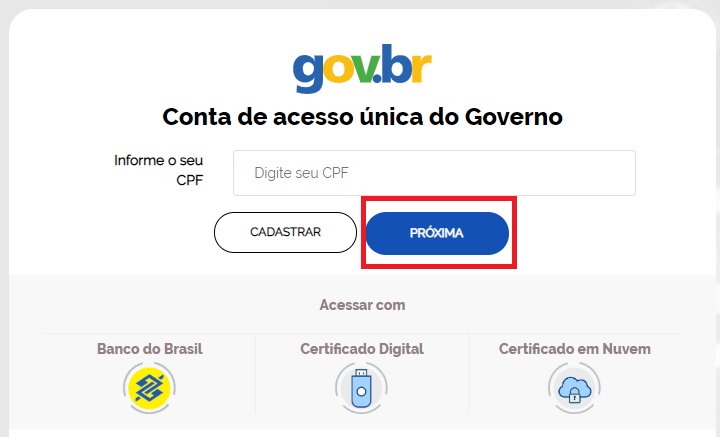 gov.br
Conta de acesso única do Governo
Informe o seu
CPF
Digite seu CPF
CADASTRAR
PRÓXIMA
Acessar com
Banco do Brasil
Certificado Digital
Certificado em Nuvem